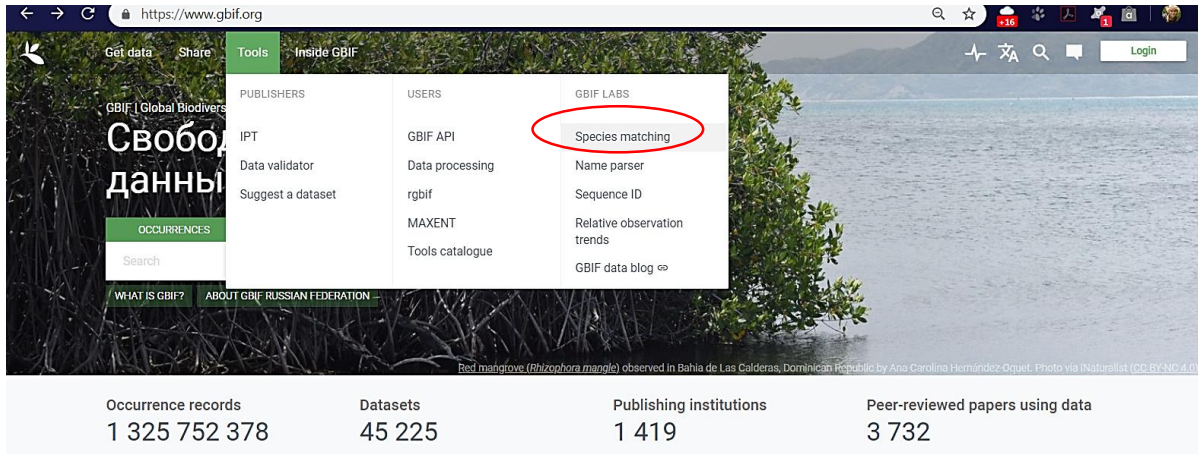 https://www.gbif.org
+16
1
Get data Share Tools Inside GBIF
Login
GBIF | Global Biodivers
Свобод
данны
OCCURRENCES
Search
WHAT IS GBIF? ABOUT GBIF RUSSIAN FEDERATION
PUBLISHERS
IPT
Data validator
Suggest a dataset
USERS
GBIF API
Data processing
rgbif
MAXENT
Tools catalogue
GBIF LABS
Species matching
Name parser
Sequence ID
Relative observation
trends
GBIF data blog
Red mangrove (Rhizophora mangle) observed in Bahia de Las Calderas, Dominican Republic by Ana Carolina Hernández-Oquet. Photo via iNaturalist (CC BY-NC 4.0)
Occurrence records
1 325 752 378
Datasets
45 225
Publishing institutions
1 419
Peer-reviewed papers using data
3 732